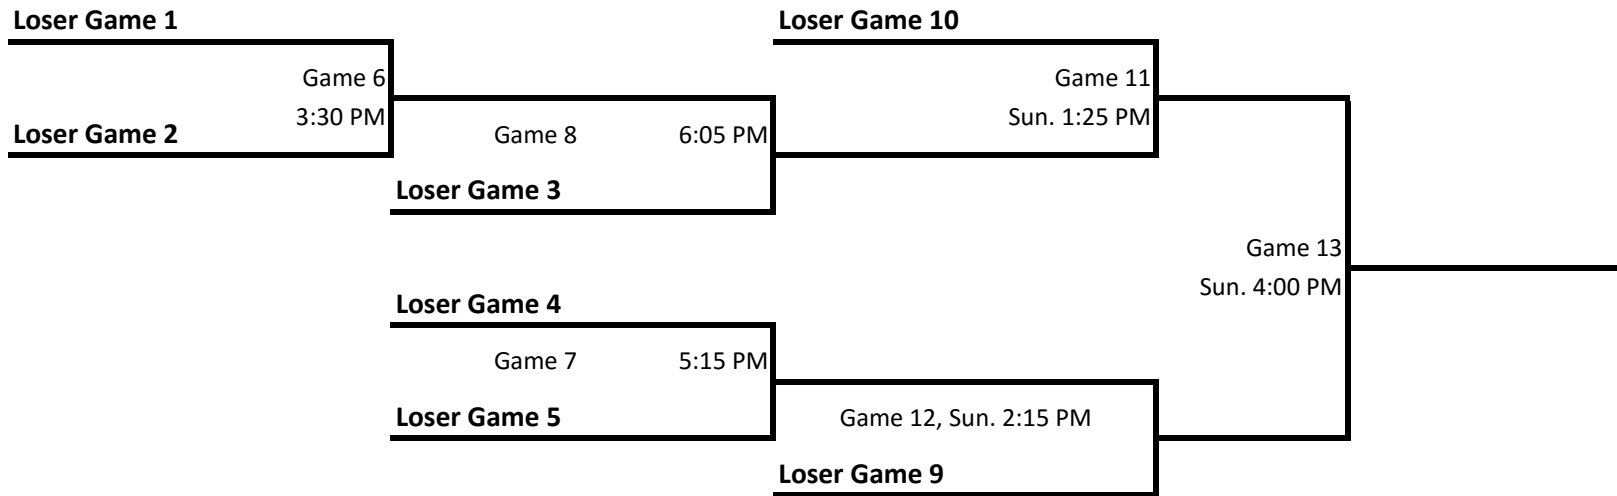 Loser Game 1
Loser Game 10
Game 6
Game 11
3:30 PM
Sun. 1:25 PM
Loser Game 2
Game 8
6:05 PM
Loser Game 3
Game 13
Sun. 4:00 PM
Loser Game 4
Game 7
5:15 PM
Loser Game 5
Game 12, Sun. 2:15 PM
Loser Game 9